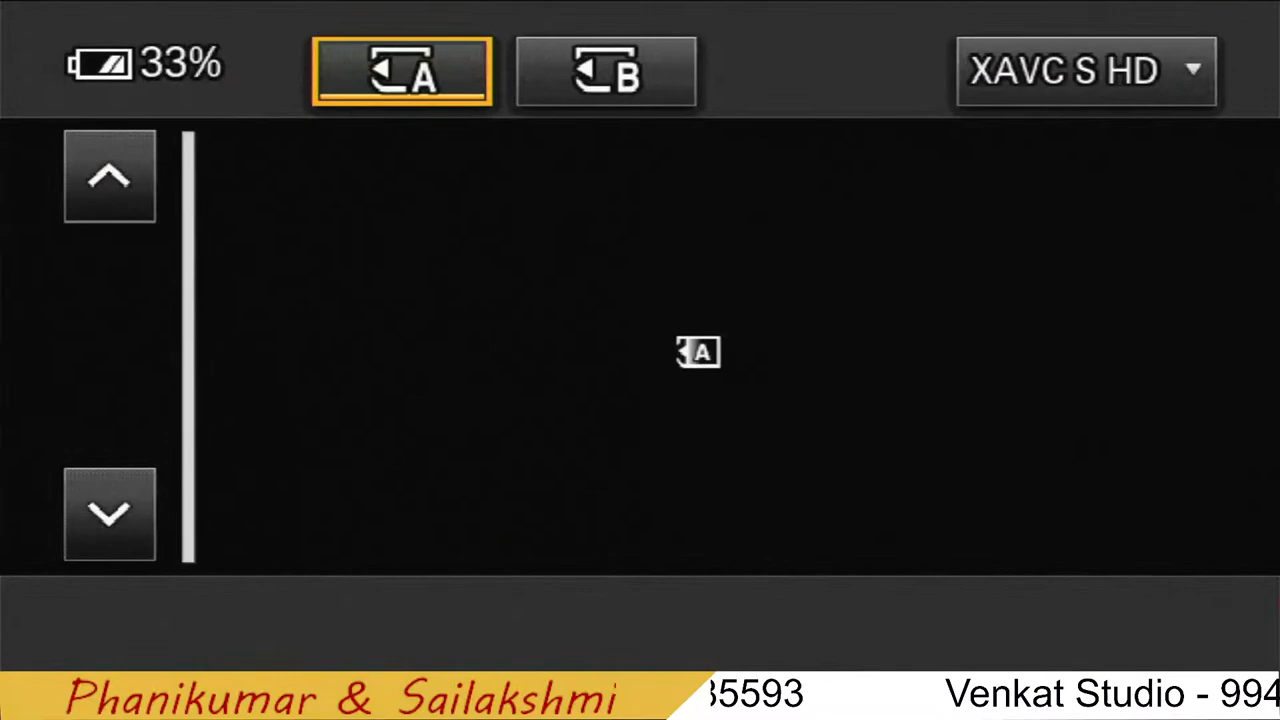 33%
A
B
XAVC S HD
A
Phanikumar & Sailakshmi
35593 Venkat Studio - 994